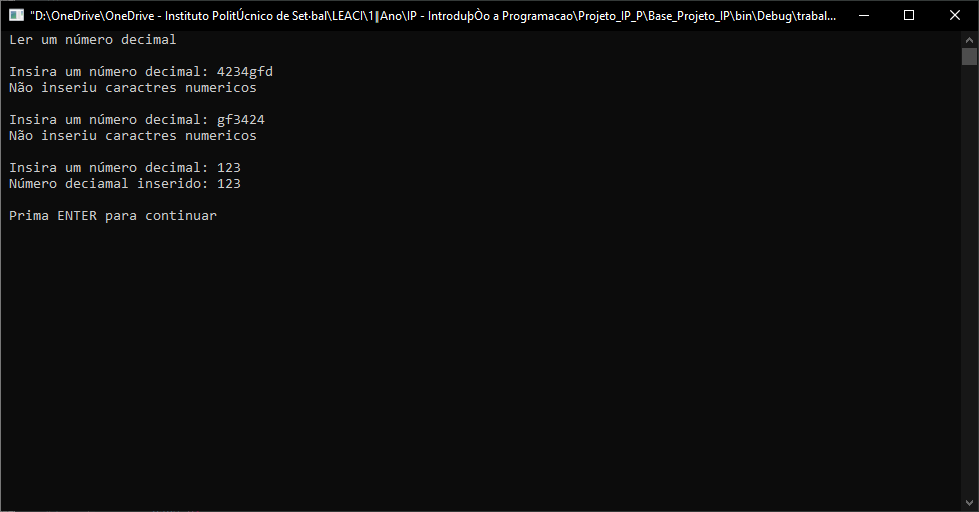 "D:\OneDrive\OneDrive - Instituto PolitÚcnico de Set·bal\LEACI\1‖Ano\IP - IntroduþÒo a Programacao\Projeto_IP_P\Base_Projeto_IP\bin\Debug\trabal...
Ler um número decimal
Insira um número decimal: 4234gfd
Não inseriu caractres numericos
Insira um número decimal: gf3424
Não inseriu caractres numericos
Insira um número decimal: 123
Número deciamal inserido: 123
Prima ENTER para continuar